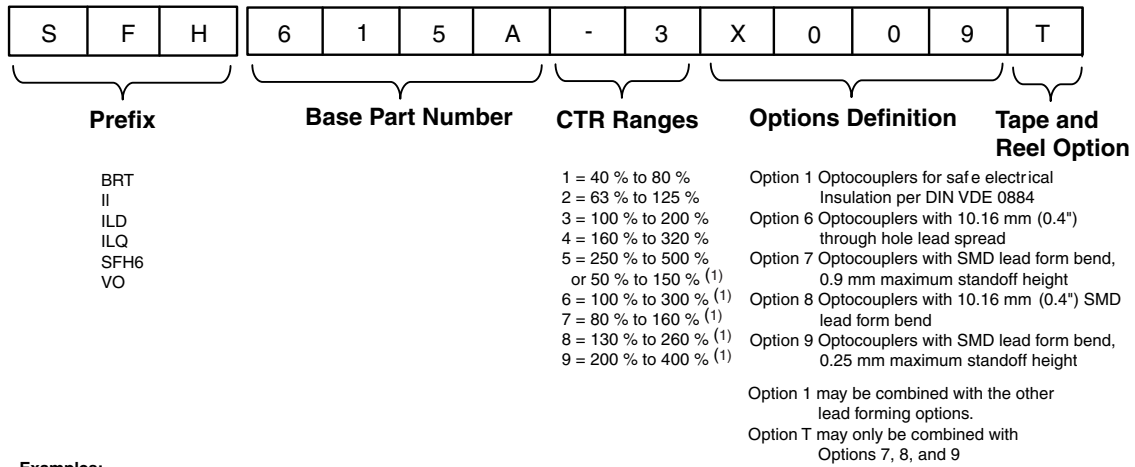 S F H 6 1 5 A - 3 X 0 0 9 T
Prefix
Base Part Number
CTR Ranges
Options Definition
Tape and
Reel Option
BRT
Il
ILD
ILQ
SFH6
VO
1 = 40 % to 80 %
2 = 63 % to 125 %
3 = 100 % to 200 %
4 = 160 % to 320 %
5 = 250 % to 500 %
or 50 % to 150 % (1)
6 = 100 % to 300 % (1)
7 = 80 % to 160 % (1)
8 = 130 % to 260 % (1)
9 = 200 % to 400 % (1)
Option 1 Optocouplers for safe electrical
Insulation per DIN VDE 0884
Option 6 Optocouplers with 10.16 mm (0.4")
through hole lead spread
Option 7 Optocouplers with SMD lead form bend,
0.9 mm maximum standoff height
Option 8 Optocouplers with 10.16 mm (0.4") SMD
lead form bend
Option 9 Optocouplers with SMD lead form bend,
0.25 mm maximum standoff height
Option 1 may be combined with the other
lead forming options.
Option T may only be combined with
Options 7, 8, and 9
Examples: